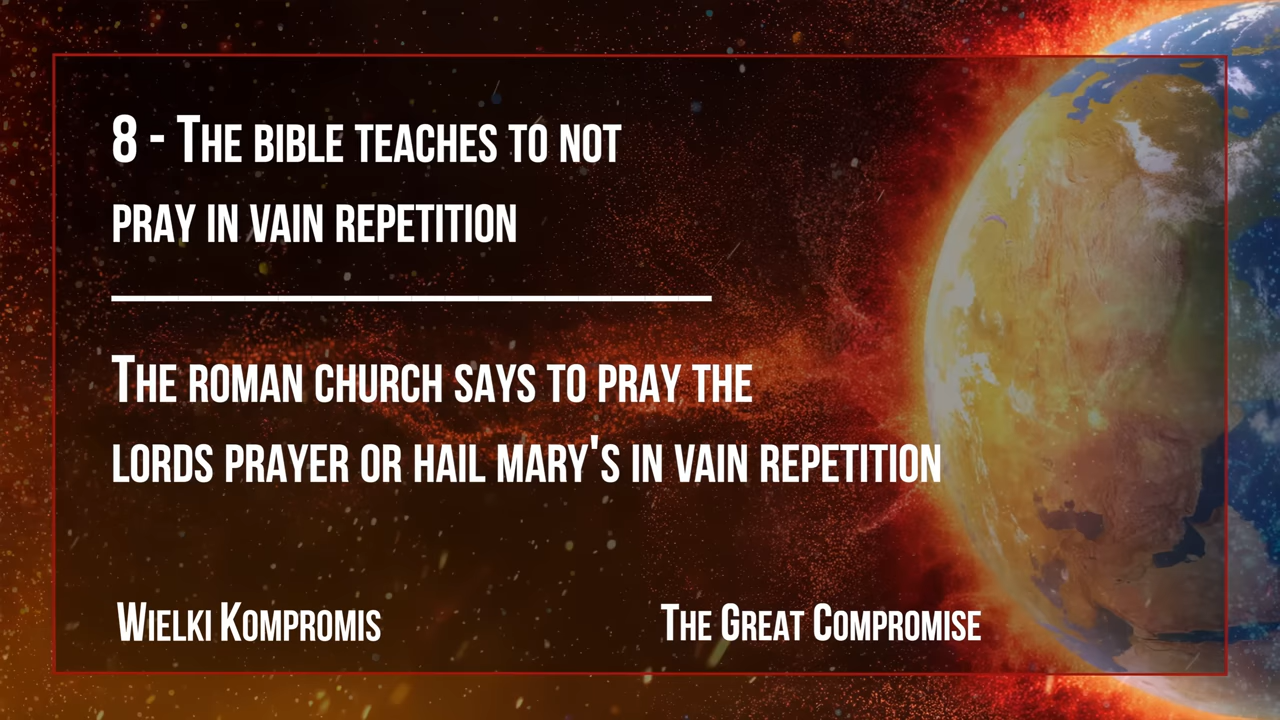 8 - The bible teaches to not
pray in vain repetition
The roman church says to pray the
lords prayer or hail mary's in vain repetition
Wielki Kompromis
The Great Compromise